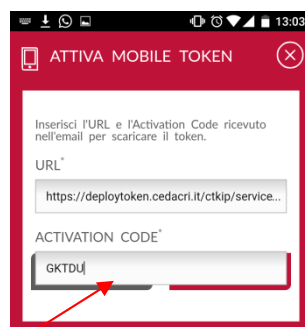 13:03
ATTIVA MOBILE TOKEN
Inserisci l'URL e l'Activation Code ricevuto
nell'email per scaricare il token.
URL*
https://deploytoken.cedacri.it/ctkip/service...
ACTIVATION CODE*
GKTDU